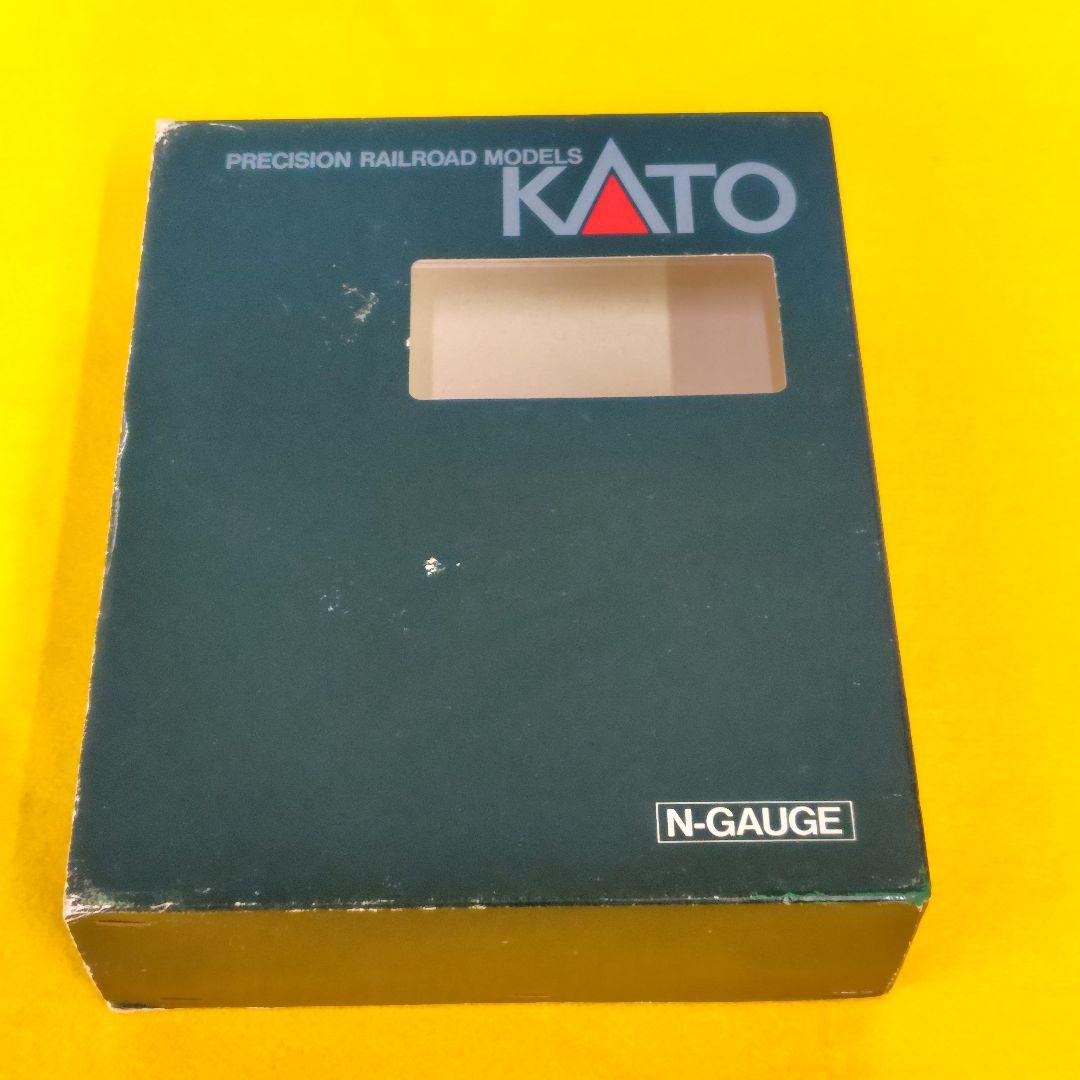 PRECISION RAILROAD MODELS
KATO
N-GAUGE